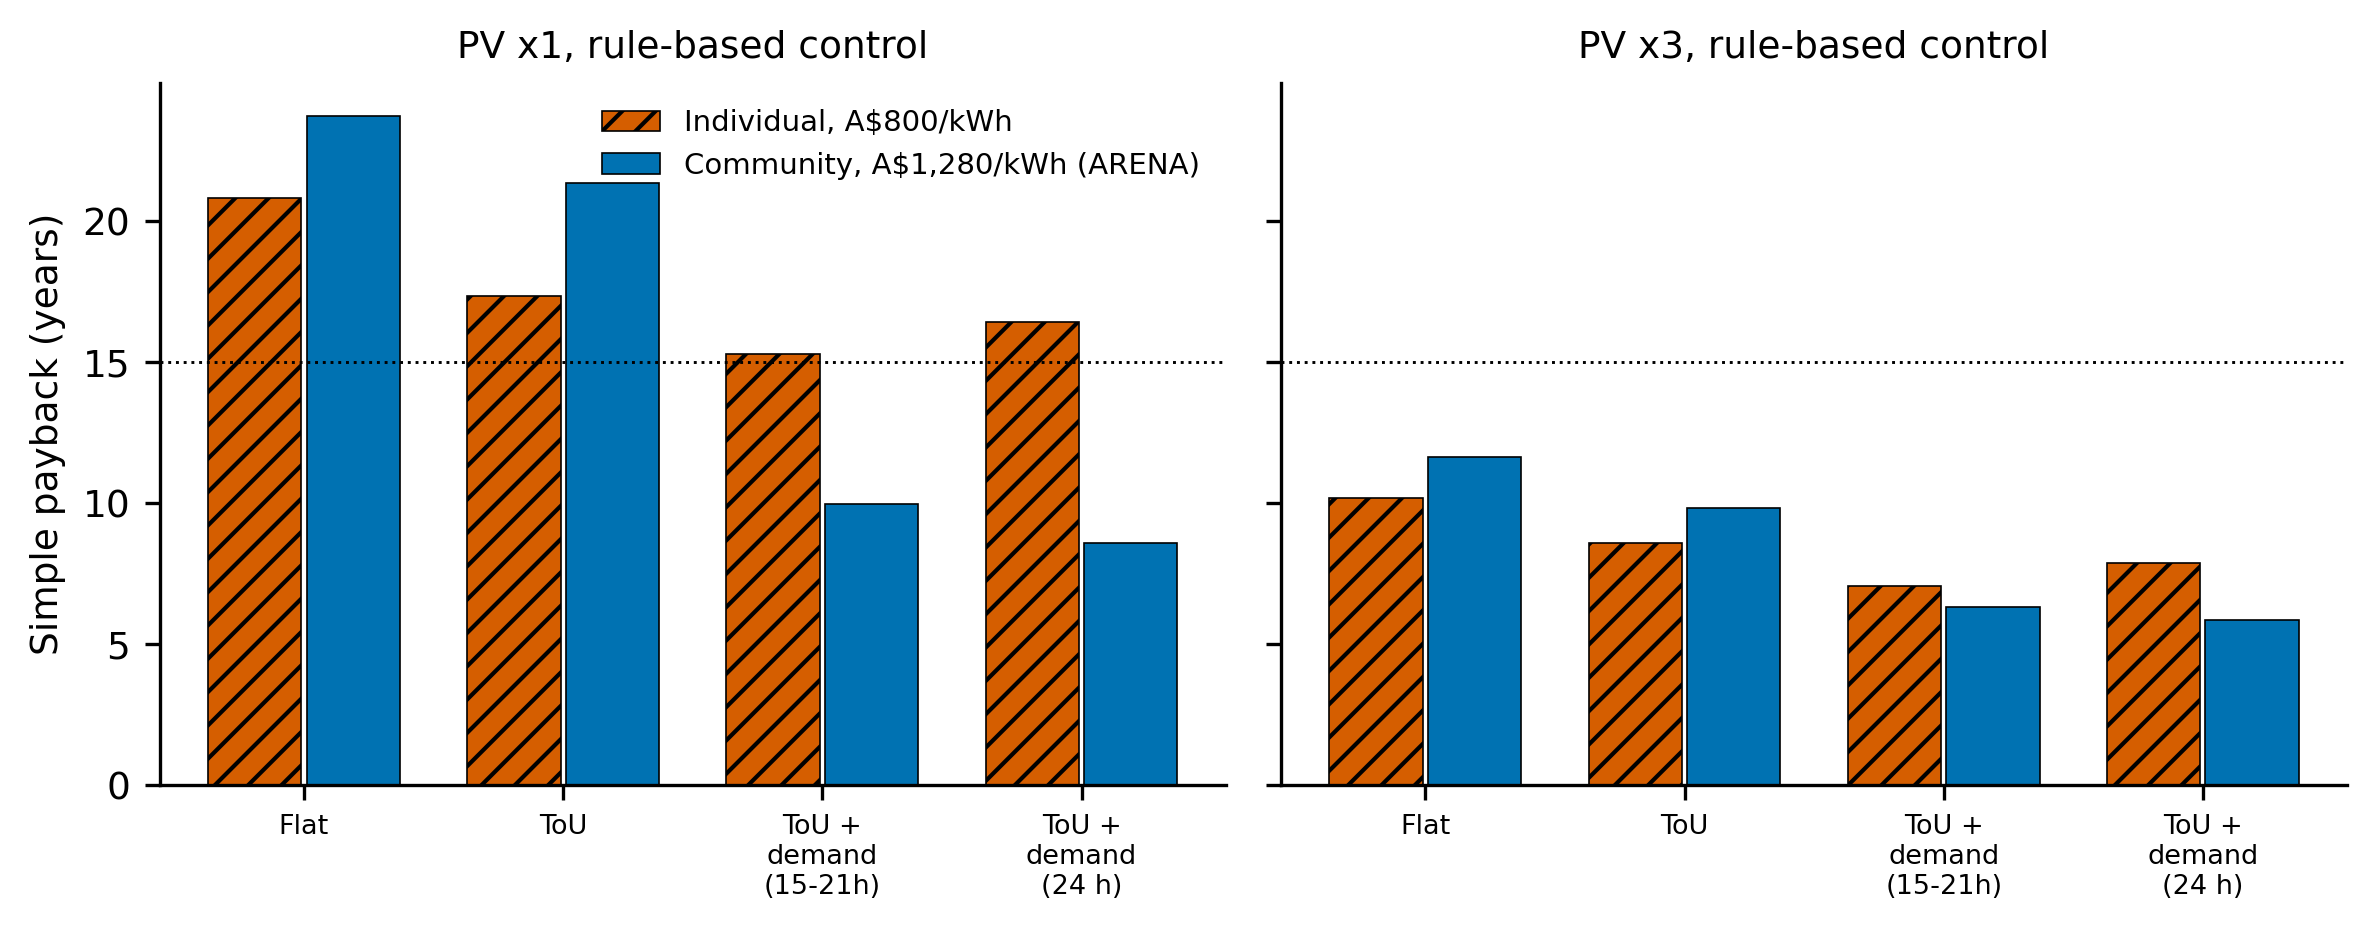 PV x1, rule-based control
Individual, A$800/kWh
Community, A$1,280/kWh (ARENA)
Simple payback (years)
20
15
10
5
0
Flat
ToU
ToU +
demand
(15-21h)
ToU +
demand
(24 h)
PV x3, rule-based control
Flat
ToU
ToU +
demand
(15-21h)
ToU +
demand
(24 h)